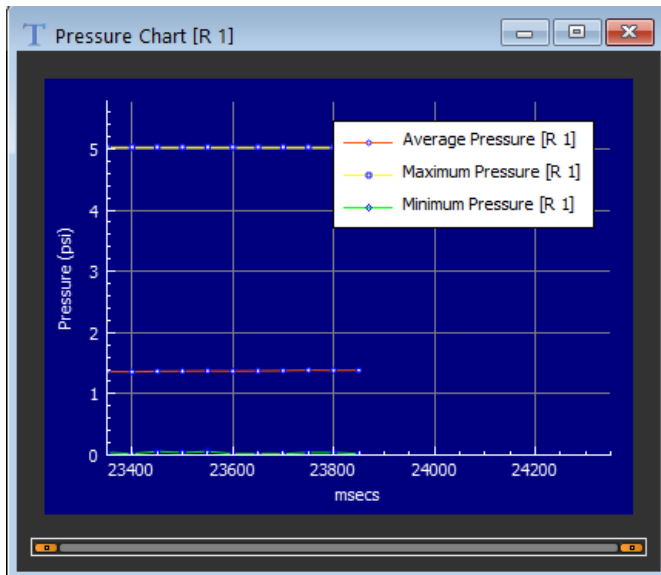 T Pressure Chart [R 1]
Average Pressure [R 1]
Maximum Pressure [R 1]
Minimum Pressure [R 1]
Pressure (psi)
5
4
3
2
1
0
23400 23600 23800 24000 24200
msecs